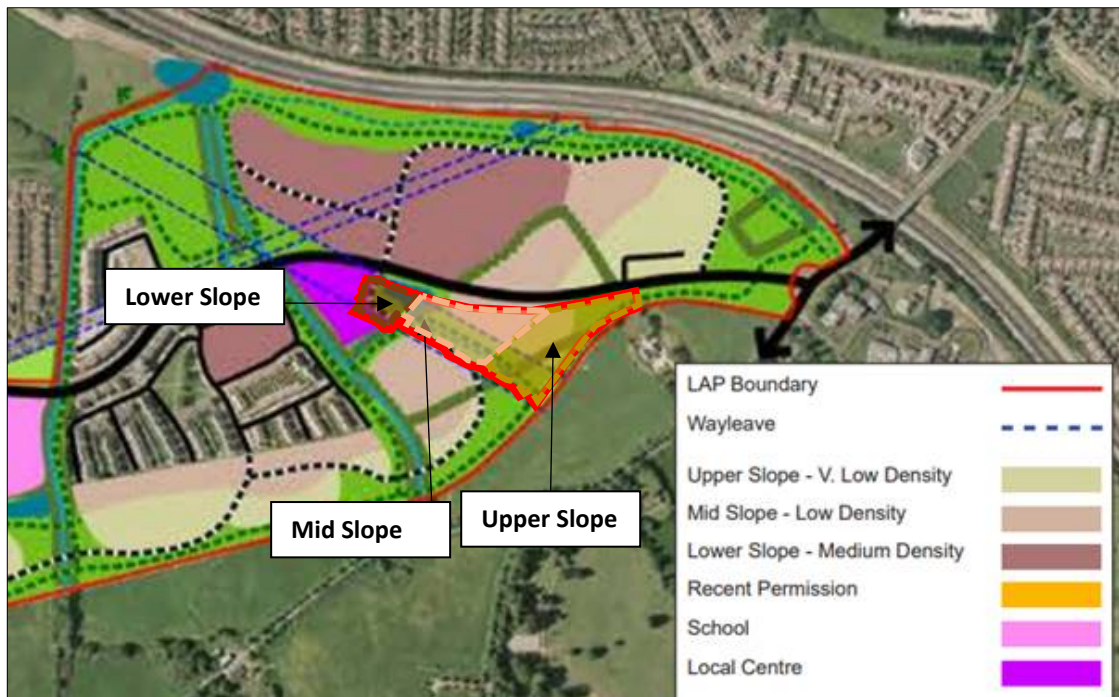 Lower Slope
Mid Slope
Upper Slope
LAP Boundary
Wayleave
Upper Slope - V. Low Density
Mid Slope - Low Density
Lower Slope - Medium Density
Recent Permission
School
Local Centre